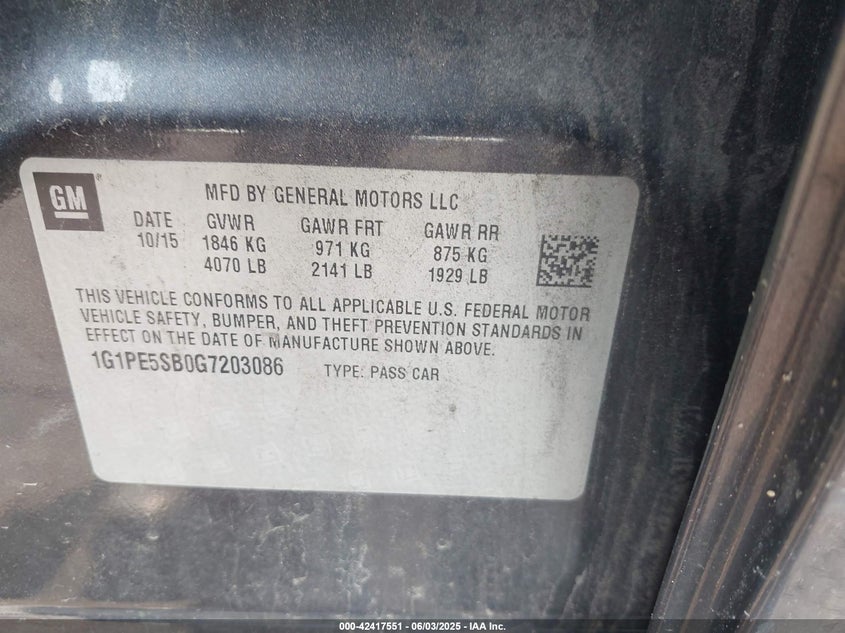 GM
MFD BY GENERAL MOTORS LLC
DATE GVWR GAWR FRT GAWR RR
10/15 1846 KG 971 KG 875 KG
4070 LB 2141 LB 1929 LB
THIS VEHICLE CONFORMS TO ALL APPLICABLE U.S. FEDERAL MOTOR
VEHICLE SAFETY, BUMPER, AND THEFT PREVENTION STANDARDS IN
EFFECT ON THE DATE OF MANUFACTURE SHOWN ABOVE.
1G1PE5SB0G7203086 TYPE: PASS CAR
000-42417551 - 06/03/2025 - IAA Inc.